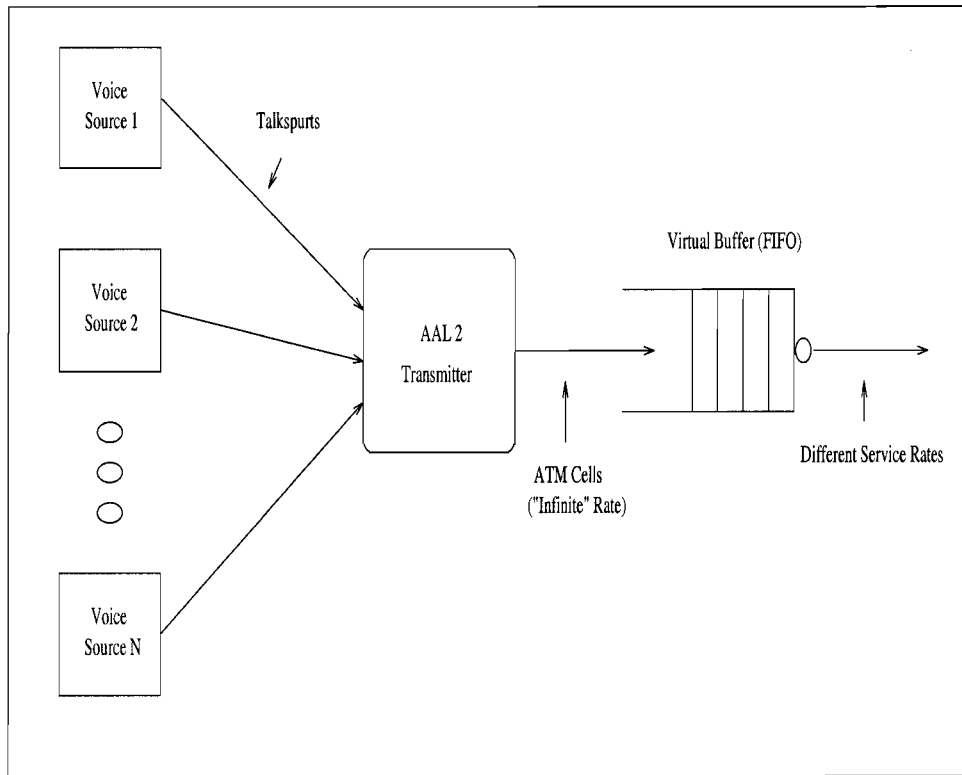 Voice
Source 1
Talkspurts
Virtual Buffer (FIFO)
Voice
Source 2
AAL 2
Transmitter
ATM Cells
("Infinite" Rate)
Different Service Rates
Voice
Source N